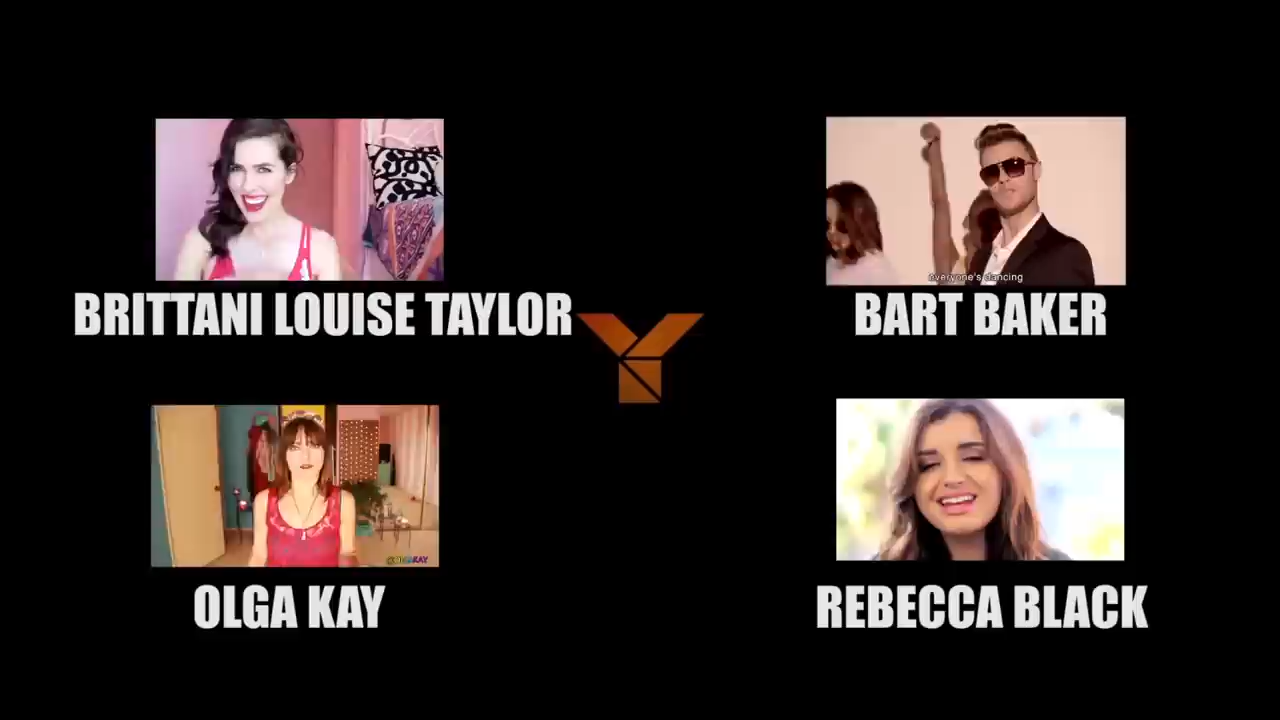 everyone's dancing
BRITTANI LOUISE TAYLOR
BART BAKER
OLGA KAY
REBECCA BLACK